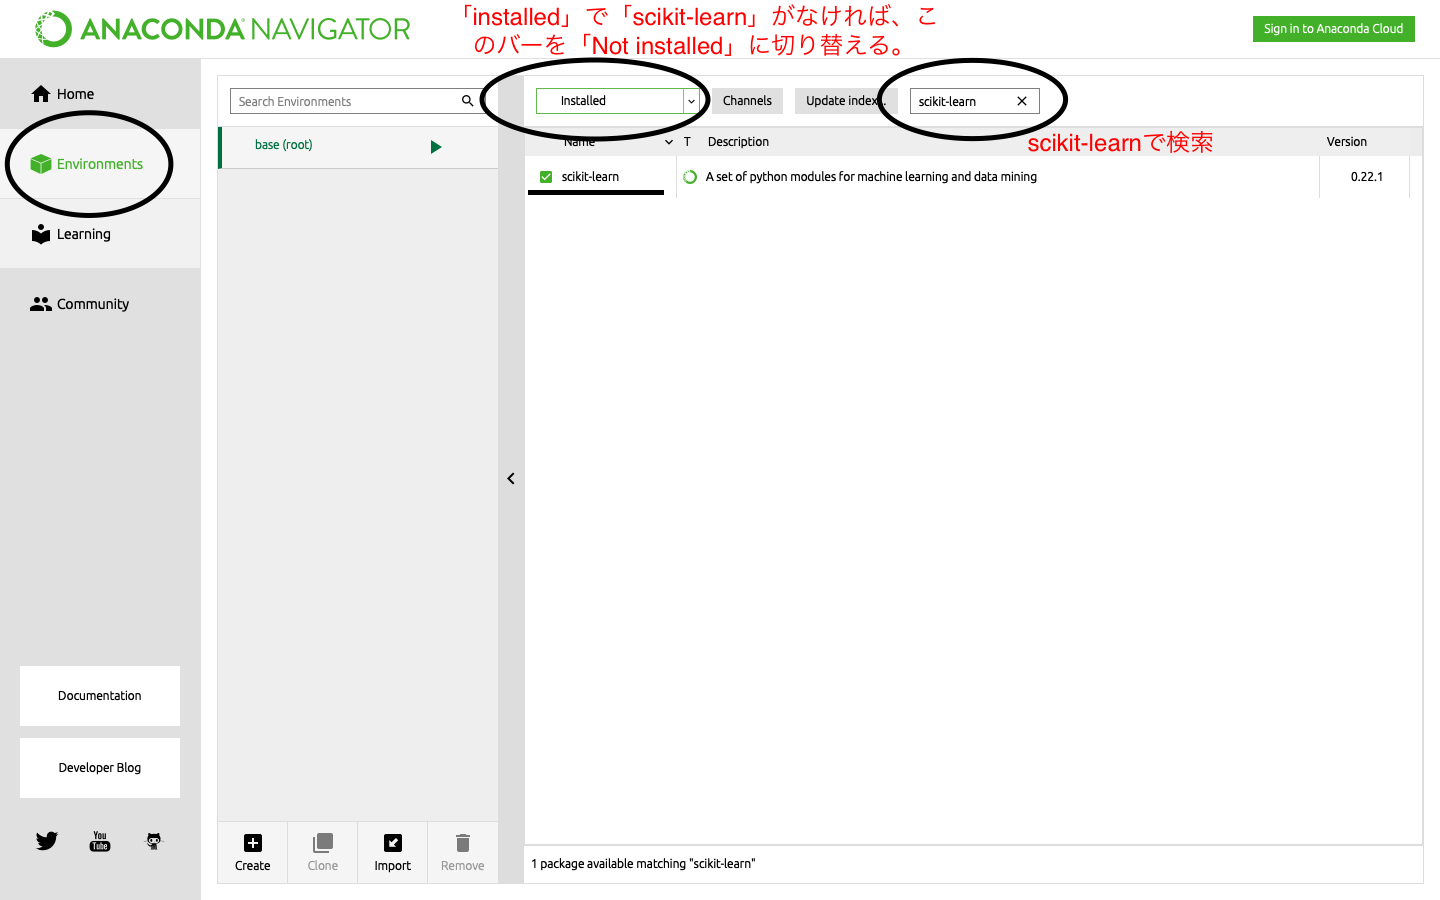 ANACONDA NAVIGATOR
「installed」で「scikit-learn」がなければ、こ
のバーを「Not installed」に切り替える。
Sign in to Anaconda Cloud
Home
Environments
Learning
Community
Documentation
Developer Blog
You
Tube
Search Environments
base (root)
Create
Clone
Import
Remove
Installed
Channels
Update index...
scikit-learn
scikit-learnで検索
Name
T
Description
Version
scikit-learn
A set of python modules for machine learning and data mining
0.22.1
1 package available matching "scikit-learn"